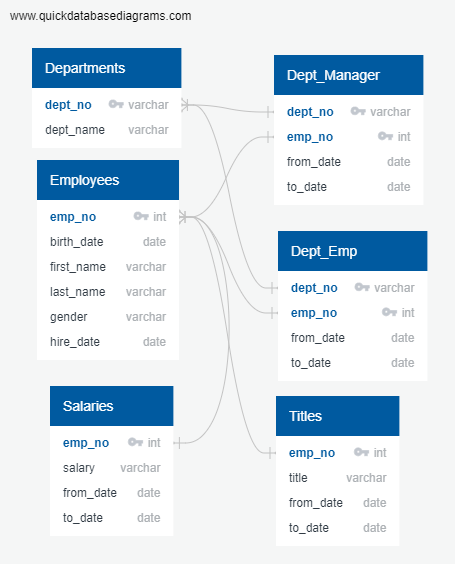 www.quickdatabasediagrams.com
Departments
dept_no varchar
dept_name varchar
Employees
emp_no int
birth_date date
first_name varchar
last_name varchar
gender varchar
hire_date date
Salaries
emp_no int
salary varchar
from_date date
to_date date
Dept_Manager
dept_no varchar
emp_no int
from_date date
to_date date
Dept_Emp
dept_no varchar
emp_no int
from_date date
to_date date
Titles
emp_no int
title varchar
from_date date
to_date date